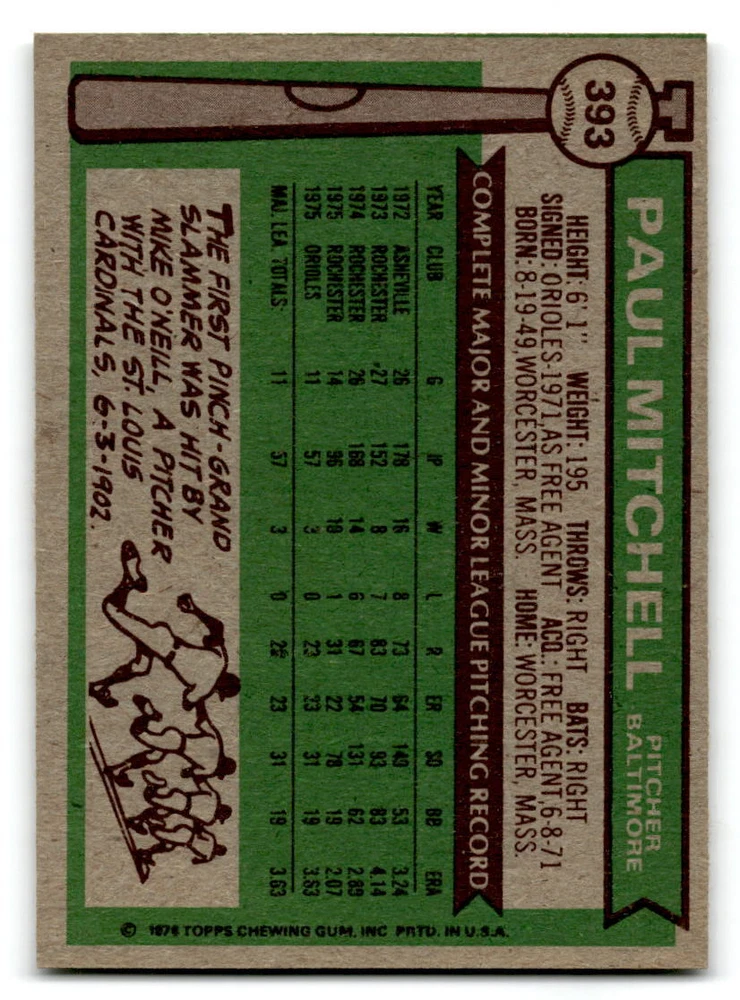 393
PAUL MITCHELL
PITCHER
BALTIMORE
HEIGHT: 6'1" WEIGHT: 195 THROWS: RIGHT BATS: RIGHT
SIGNED: ORIOLES-1971, AS FREE AGENT ACQ.: FREE AGENT, 6-8-71
BORN: 8-19-49, WORCESTER, MASS. HOME: WORCESTER, MASS.
COMPLETE MAJOR AND MINOR LEAGUE PITCHING RECORD
YEAR CLUB G IP W L R ER SO BB ERA
1972 ASHEVILLE 26 178 16 8 73 64 140 53 3.24
1973 ROCHESTER 27 152 8 7 83 70 93 83 4.14
1974 ROCHESTER 26 168 14 6 67 54 131 62 2.89
1975 ROCHESTER 14 96 10 1 31 22 78 19 2.07
1975 ORIOLES 11 57 3 0 23 23 31 19 3.63
MAJ. LEA. TOTALS: 11 57 3 0 23 31 19 3.63
THE FIRST PINCH-GRAND
SLAMMER WAS HIT BY
MIKE O'NEILL, A PITCHER
WITH THE ST. LOUIS
CARDINALS, 6-3-1902.
© 1976 TOPPS CHEWING GUM, INC PRTD. IN U.S.A.